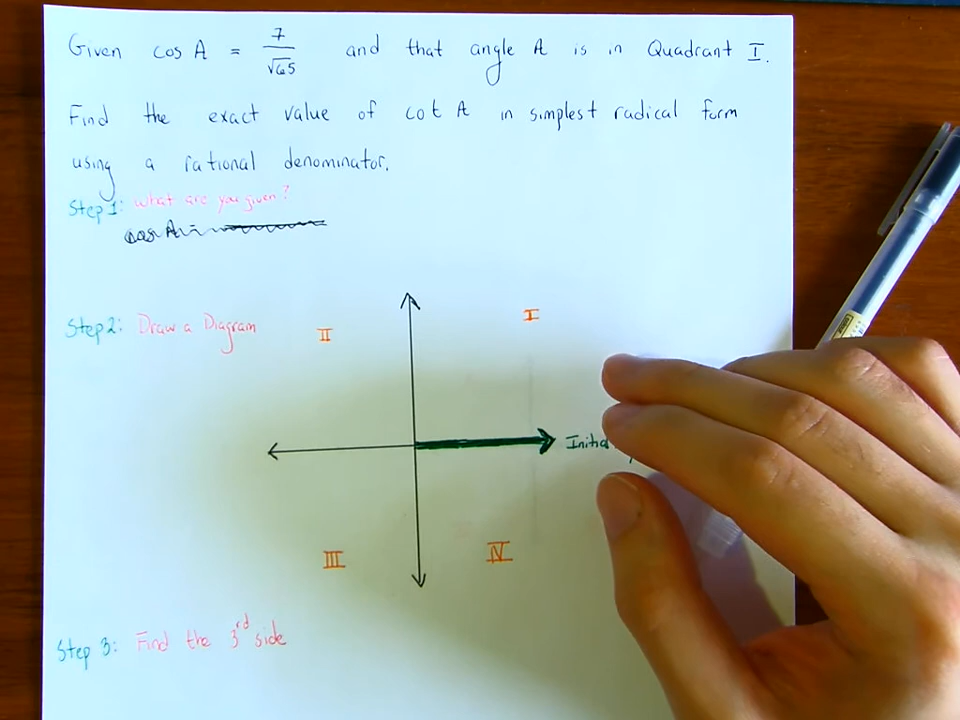 Given cos A = 7/√65 and that angle A is in Quadrant I.
Find the exact value of cot A in simplest radical form
using a rational denominator.
Step 1: What are you given?
Step 2: Draw a Diagram
II
I
III
IV
Step 3: Find the 3rd side